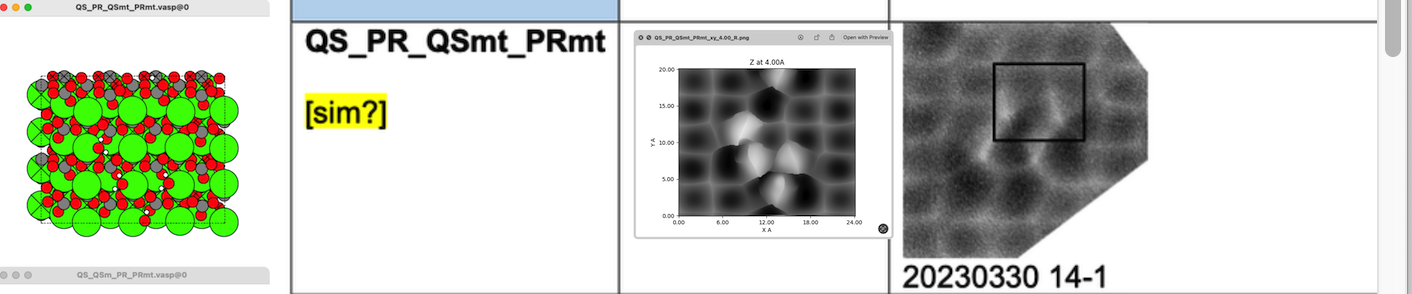 QS_PR_QSmt_PRmt.vasp@0
QS_PR_QSmt_PRmt
[sim?]
QS_PR_QSmt_PRmt_xy_4.00_R.png
Open with Preview
Z at 4.00A
20.00
15.00
10.00
5.00
0.00
Y A
0.00 6.00 12.00 18.00 24.00
X A
20230330 14-1
QS_QSm_PR_PRmt.vasp@0